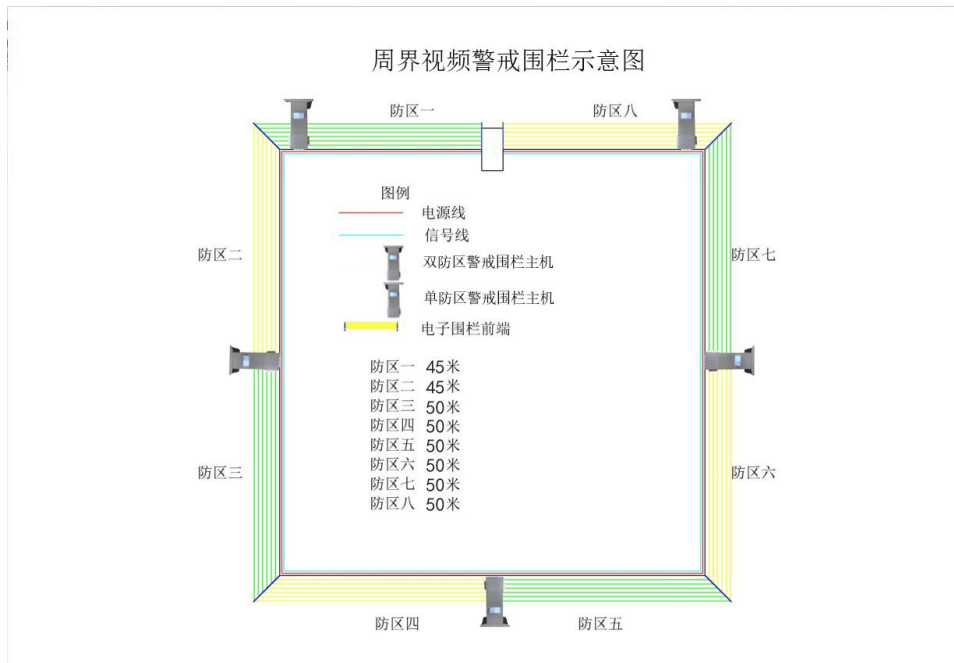 周界视频警戒围栏示意图
防区一
防区八
图例
电源线
信号线
防区二
防区七
双防区警戒围栏主机
单防区警戒围栏主机
电子围栏前端
防区一 45米
防区二 45米
防区三 50米
防区四 50米
防区五 50米
防区六 50米
防区七 50米
防区八 50米
防区三
防区六
防区四
防区五